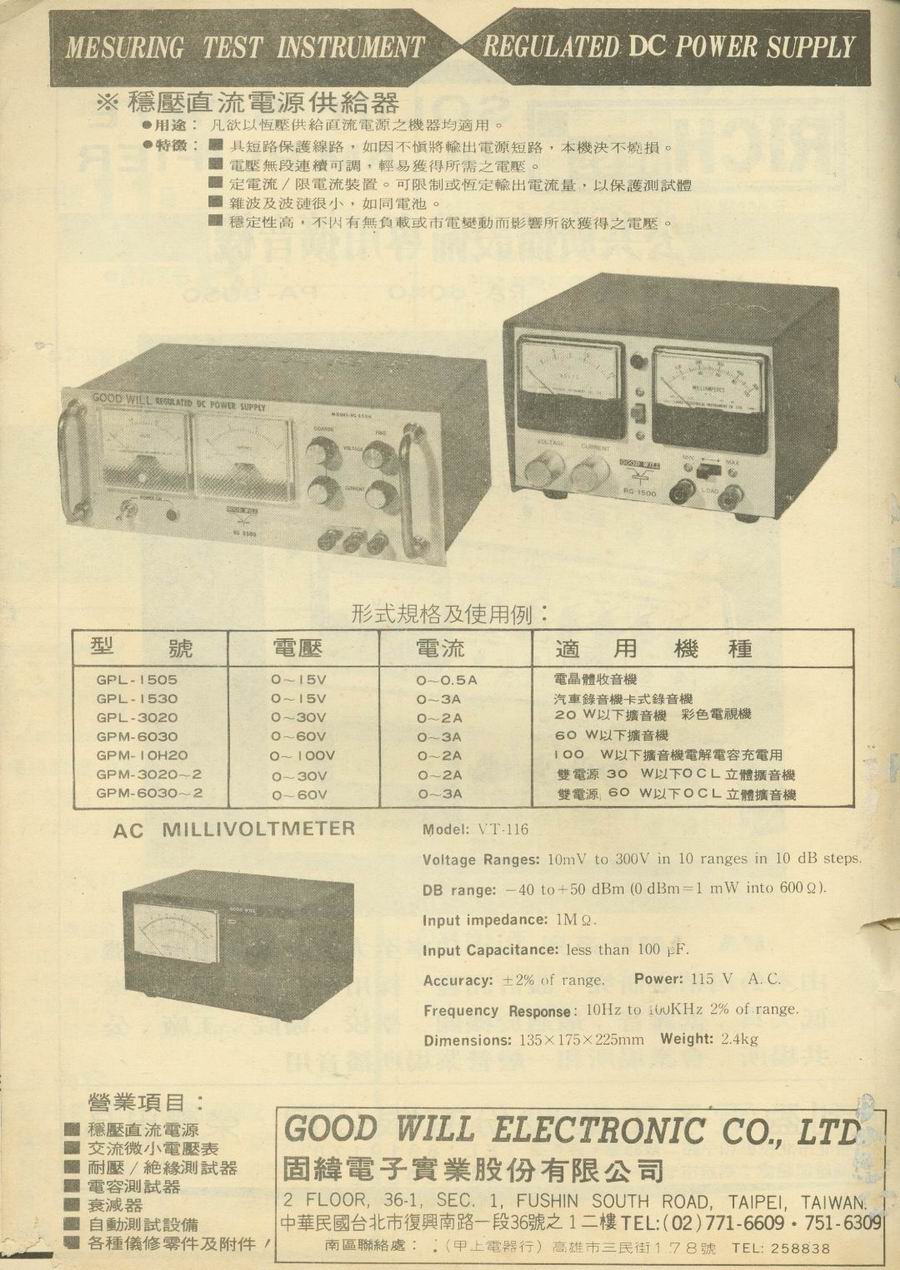 MESURING TEST INSTRUMENT REGULATED DC POWER SUPPLY
※ 穩壓直流電源供給器
●用途： 凡欲以恆壓供給直流電源之機器均適用。
●特徵： ■ 具短路保護線路，如因不愼將輸出電源短路，本機決不燒損。
■ 電壓無段連續可調，輕易獲得所需之電壓。
■ 定電流／限電流裝置。可限制或恆定輸出電流量，以保護測試體
■ 雜波及波漣很小，如同電池。
■ 穩定性高，不因有無負載或市電變動而影響所欲獲得之電壓。
GOOD WILL REGULATED DC POWER SUPPLY
COARSE FINE
VOLTAGE
CURRENT
POWER ON
GOOD WILL
VOLTS
MILLIAMPERES
VOLTAGE CURRENT
GOOD WILL
RG-1500
MIN MAX
LOAD
形式規格及使用例：
型 號 電壓 電流 適 用 機 種
GPL-1505 0～15V 0～0.5A 電晶體收音機
GPL-1530 0～15V 0～3A 汽車錄音機卡式錄音機
GPL-3020 0～30V 0～2A 20 W以下擴音機 彩色電視機
GPM-6030 0～60V 0～3A 60 W以下擴音機
GPM-10H20 0～100V 0～2A 100 W以下擴音機電解電容充電用
GPM-3020～2 0～30V 0～2A 雙電源 30 W以下OCL立體擴音機
GPM-6030～2 0～60V 0～3A 雙電源 60 W以下OCL立體擴音機
AC MILLIVOLTMETER
Model: VT-116
Voltage Ranges: 10mV to 300V in 10 ranges in 10 dB steps.
DB range: －40 to＋50 dBm (0 dBm＝1 mW into 600Ω).
Input impedance: 1MΩ.
Input Capacitance: less than 100 pF.
Accuracy: ±2% of range. Power: 115 V A.C.
Frequency Response: 10Hz to 100KHz 2% of range.
Dimensions: 135×175×225mm Weight: 2.4kg
營業項目：
■ 穩壓直流電源
■ 交流微小電壓表
■ 耐壓／絶緣測試器
■ 電容測試器
■ 衰減器
■ 自動測試設備
■ 各種儀修零件及附件
GOOD WILL ELECTRONIC CO., LTD
固緯電子實業股份有限公司
2 FLOOR, 36-1, SEC. 1, FUSHIN SOUTH ROAD, TAIPEI, TAIWAN.
中華民國台北市復興南路一段36號之1二樓 TEL:(02)771-6609・751-6309
南區聯絡處：（甲上電器行）高雄市三民街178號 TEL: 258838